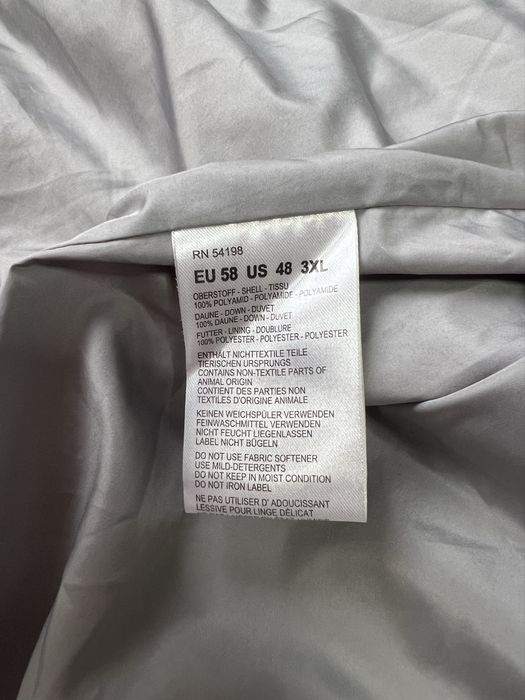 RN 54198
EU 58 US 48 3XL
OBERSTOFF - SHELL - TISSU
100% POLYAMID - POLYAMIDE - POLYAMIDE
DAUNE - DOWN - DUVET
100% DAUNE - DOWN - DUVET
FUTTER - LINING - DOUBLURE
100% POLYESTER - POLYESTER - POLYESTER
ENTHÄLT NICHTTEXTILE TEILE
TIERISCHEN URSPRUNGS
CONTAINS NON-TEXTILE PARTS OF
ANIMAL ORIGIN
CONTIENT DES PARTIES NON
TEXTILES D'ORIGINE ANIMALE
KEINEN WEICHSPÜLER VERWENDEN
FEINWASCHMITTEL VERWENDEN
NICHT FEUCHT LIEGENLASSEN
LABEL NICHT BÜGELN
DO NOT USE FABRIC SOFTENER
USE MILD-DETERGENTS
DO NOT KEEP IN MOIST CONDITION
DO NOT IRON LABEL
NE PAS UTILISER D' ADOUCISSANT
LESSIVE POUR LINGE DÉLICAT